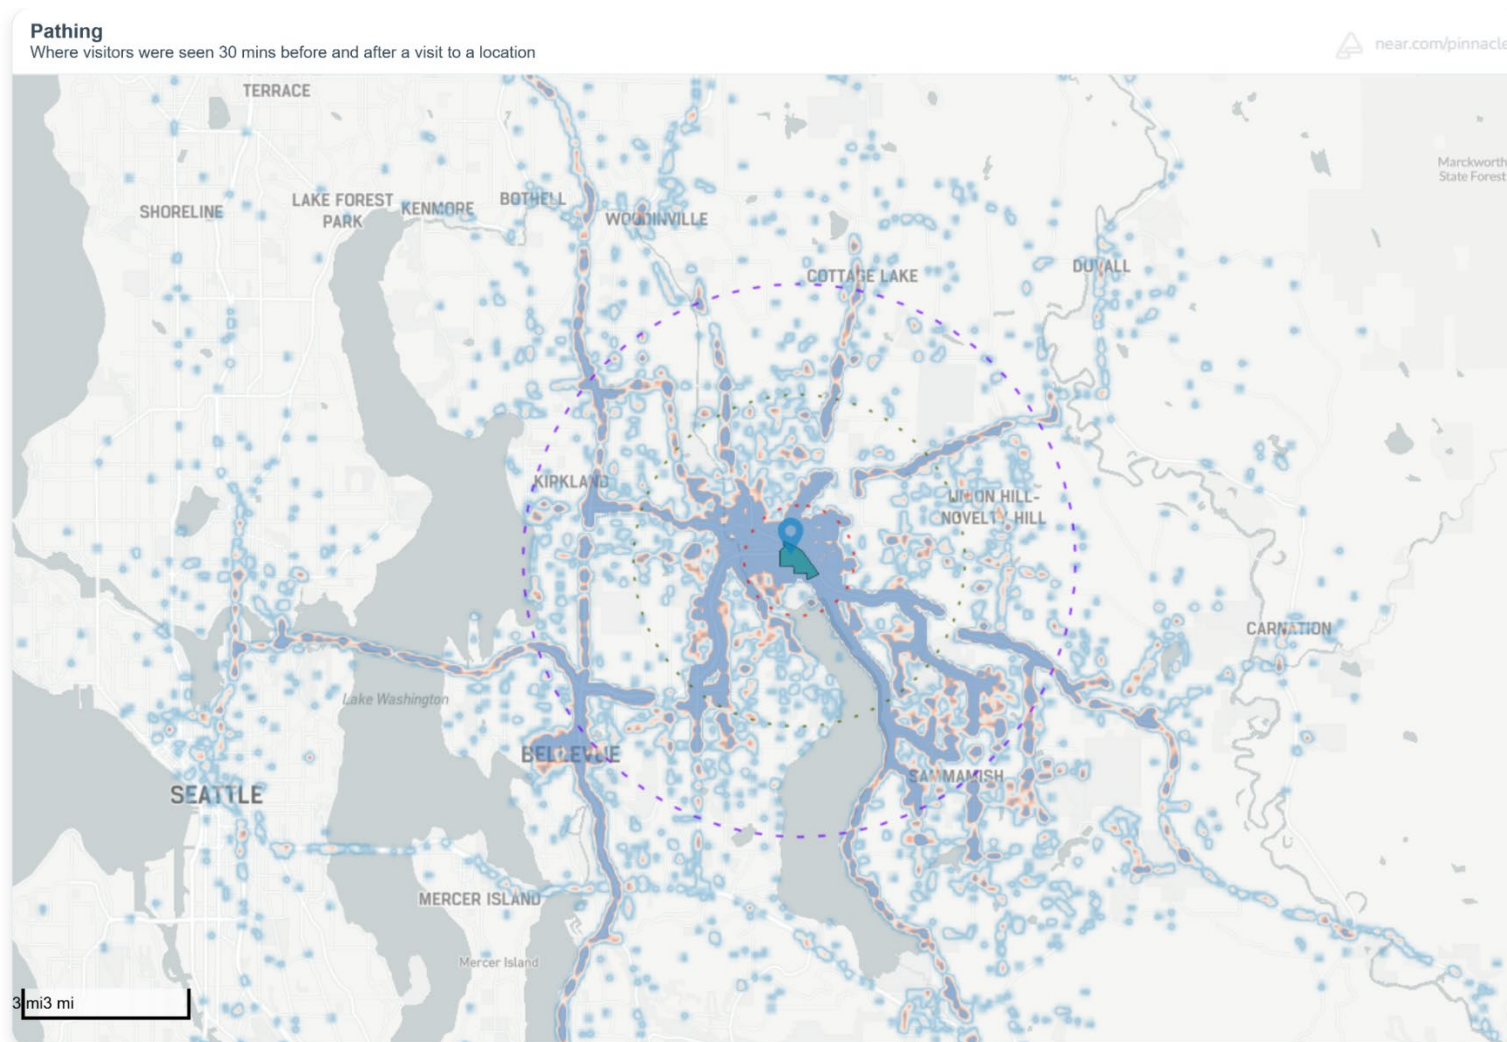 Pathing
Where visitors were seen 30 mins before and after a visit to a location
near.com/pinnacle
TERRACE
Marckworth
State Forest
SHORELINE
LAKE FOREST
PARK
KENMORE
BOTHELL
WOODINVILLE
COTTAGE LAKE
DUVALL
KIRKLAND
UNION HILL-
NOVELTY HILL
CARNATION
Lake Washington
BELLEVUE
SAMMAMISH
SEATTLE
MERCER ISLAND
Mercer Island
3 mi3 mi